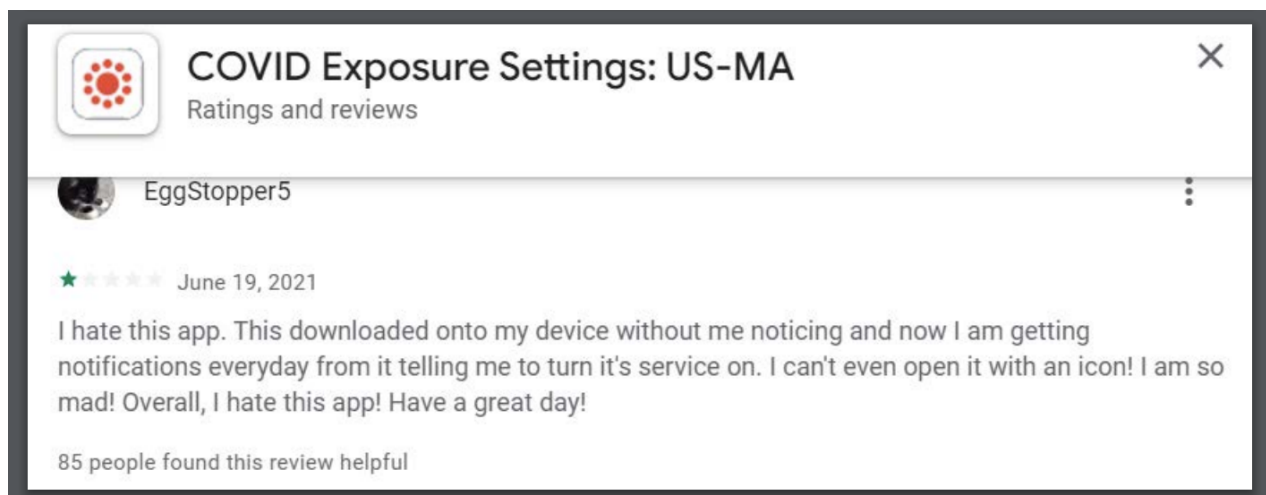 COVID Exposure Settings: US-MA
Ratings and reviews
EggStopper5
June 19, 2021
I hate this app. This downloaded onto my device without me noticing and now I am getting
notifications everyday from it telling me to turn it's service on. I can't even open it with an icon! I am so
mad! Overall, I hate this app! Have a great day!
85 people found this review helpful